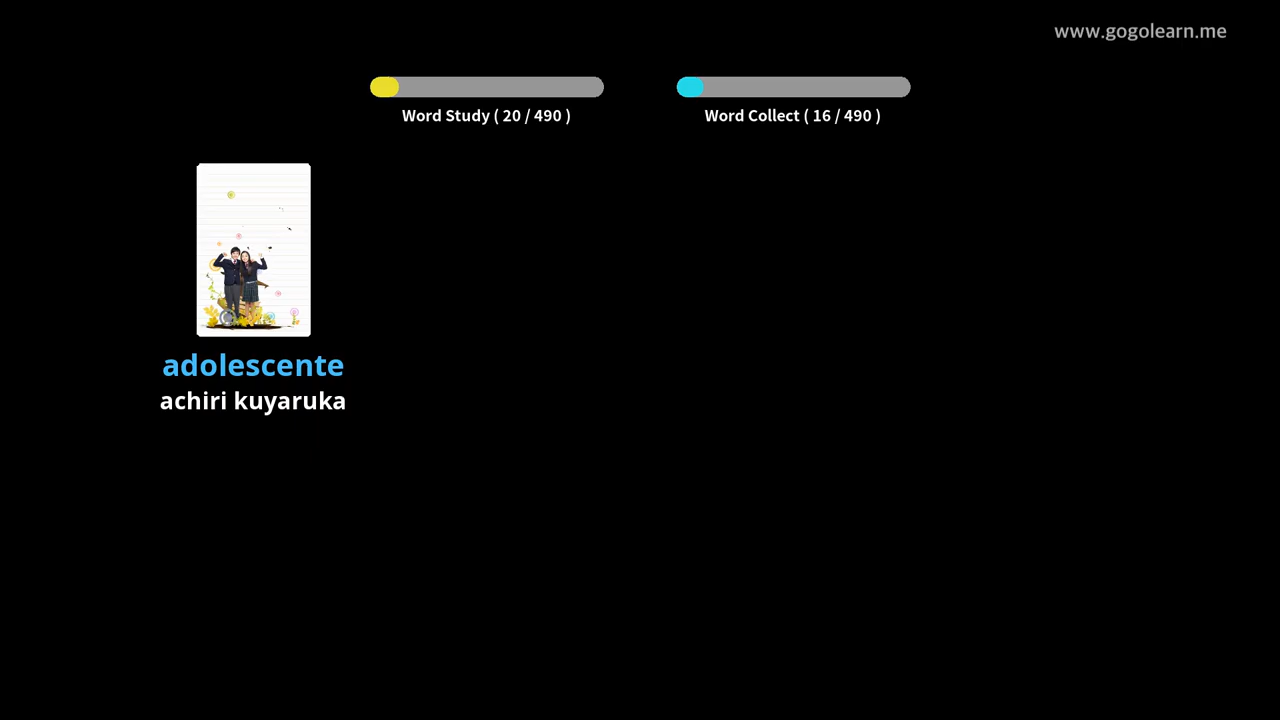 www.gogolearn.me
Word Study ( 20 / 490 )
Word Collect ( 16 / 490 )
adolescente
achiri kuyaruka